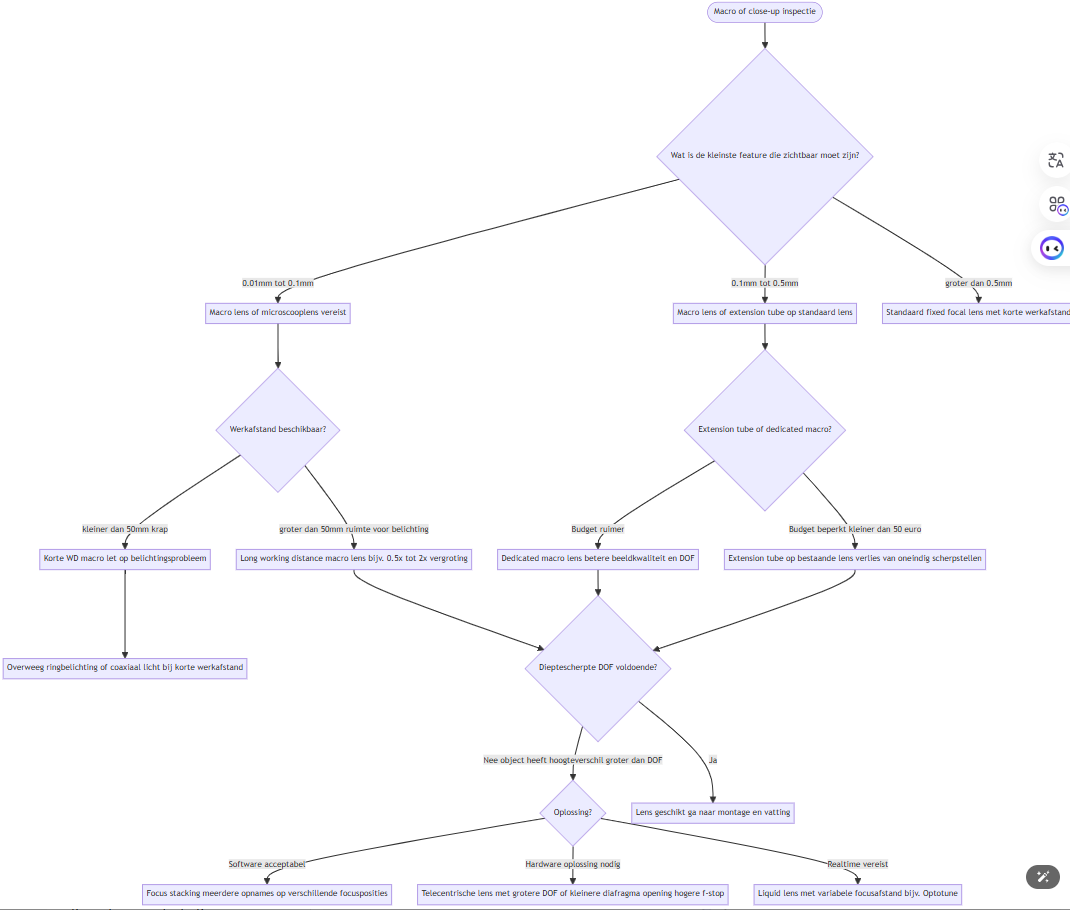 Macro of close-up inspectie
Wat is de kleinste feature die zichtbaar moet zijn?
0.01mm tot 0.1mm
0.1mm tot 0.5mm
groter dan 0.5mm
Macro lens of microscooplens vereist
Macro lens of extension tube op standaard lens
Standaard fixed focal lens met korte werkafstand
Werkafstand beschikbaar?
Extension tube of dedicated macro?
kleiner dan 50mm krap
groter dan 50mm ruimte voor belichting
Budget ruimer
Budget beperkt kleiner dan 50 euro
Korte WD macro let op belichtingsprobleem
Long working distance macro lens bijv. 0.5x tot 2x vergroting
Dedicated macro lens betere beeldkwaliteit en DOF
Extension tube op bestaande lens verlies van oneindig scherpstellen
Overweeg ringbelichting of coaxiaal licht bij korte werkafstand
Dieptescherpte DOF voldoende?
Nee object heeft hoogteverschil groter dan DOF
Ja
Oplossing?
Lens geschikt ga naar montage en vatting
Software acceptabel
Hardware oplossing nodig
Realtime vereist
Focus stacking meerdere opnames op verschillende focusposities
Telecentrische lens met grotere DOF of kleinere diafragma opening hogere f-stop
Liquid lens met variabele focusafstand bijv. Optotune